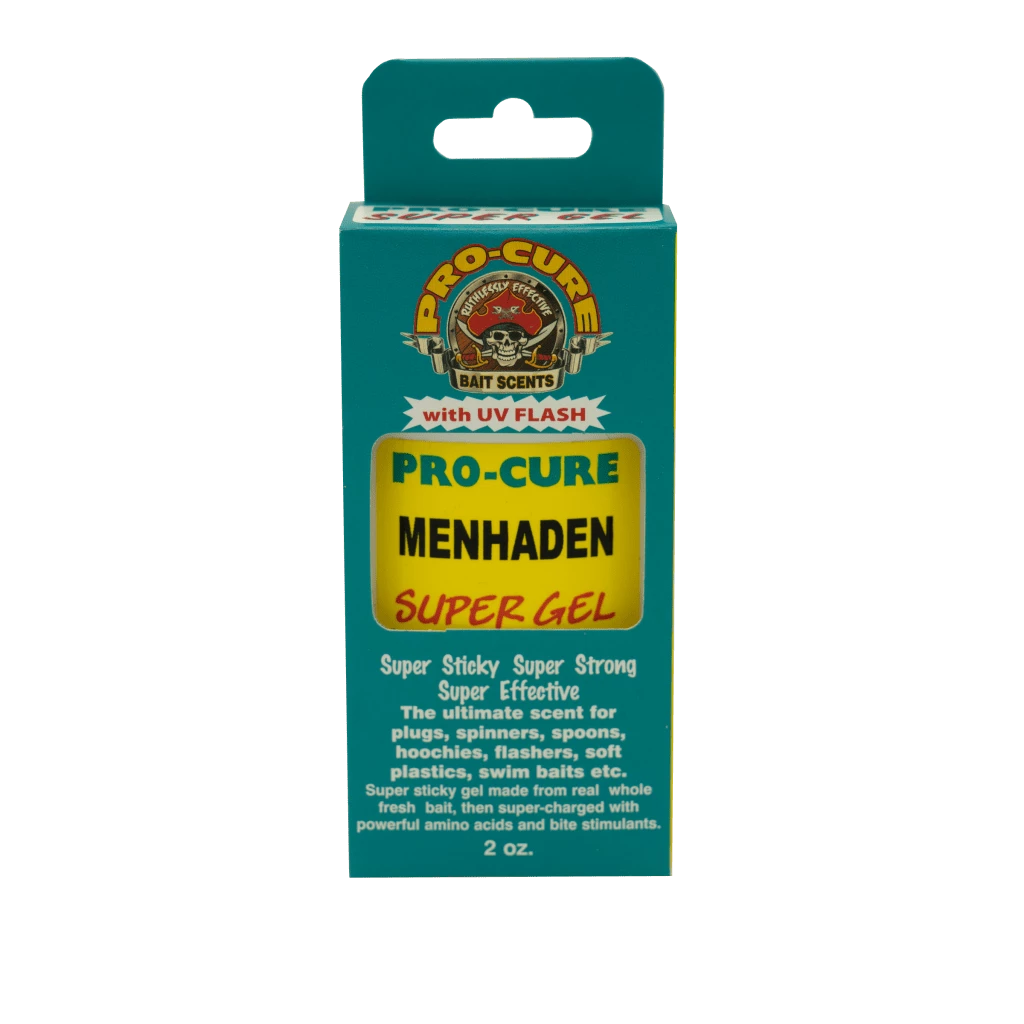 PRO-CURE
SUPER GEL
PRO-CURE
RUTHLESSLY EFFECTIVE
BAIT SCENTS
with UV FLASH
PRO-CURE
MENHADEN
SUPER GEL
Super Sticky Super Strong
Super Effective
The ultimate scent for
plugs, spinners, spoons,
hoochies, flashers, soft
plastics, swim baits etc.
Super sticky gel made from real whole
fresh bait, then super-charged with
powerful amino acids and bite stimulants.
2 oz.